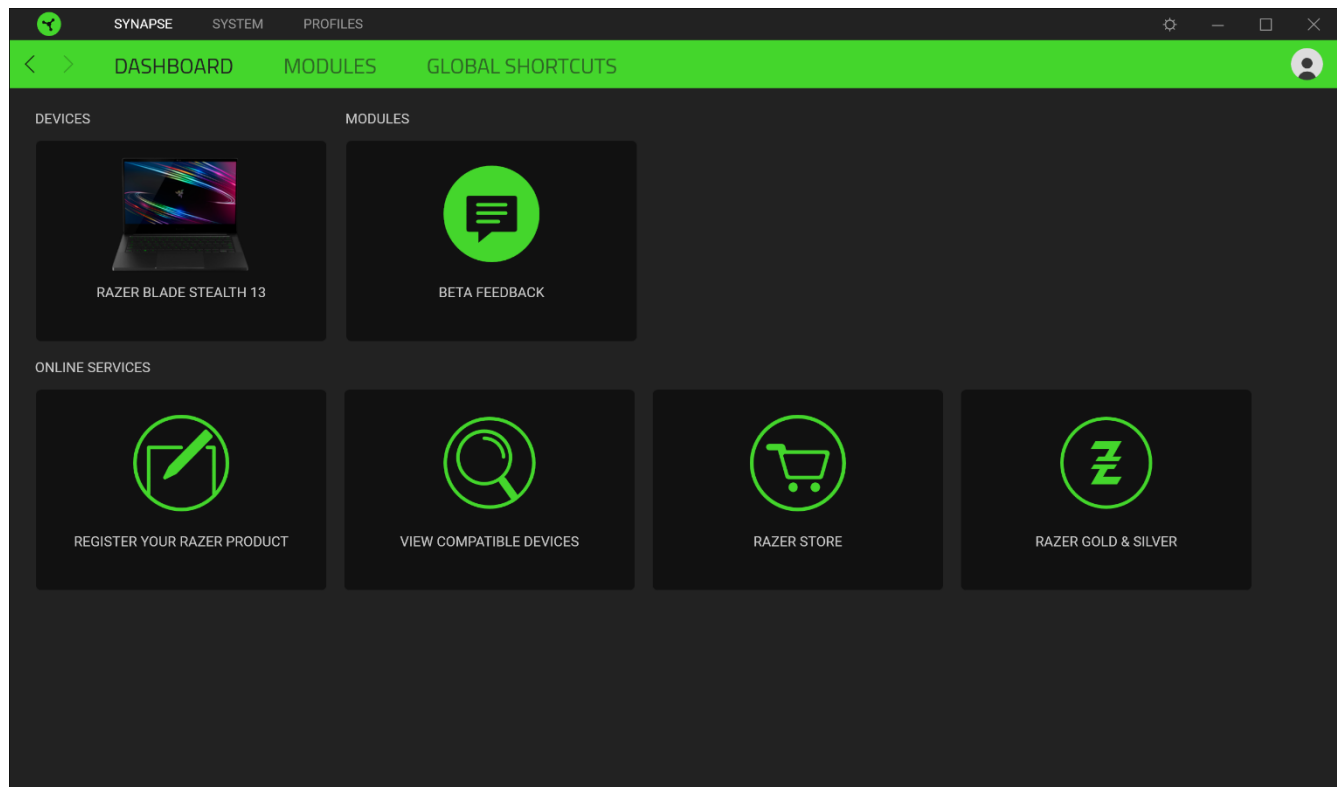 SYNAPSE SYSTEM PROFILES
DASHBOARD MODULES GLOBAL SHORTCUTS
DEVICES MODULES
RAZER BLADE STEALTH 13 BETA FEEDBACK
ONLINE SERVICES
REGISTER YOUR RAZER PRODUCT VIEW COMPATIBLE DEVICES RAZER STORE RAZER GOLD & SILVER